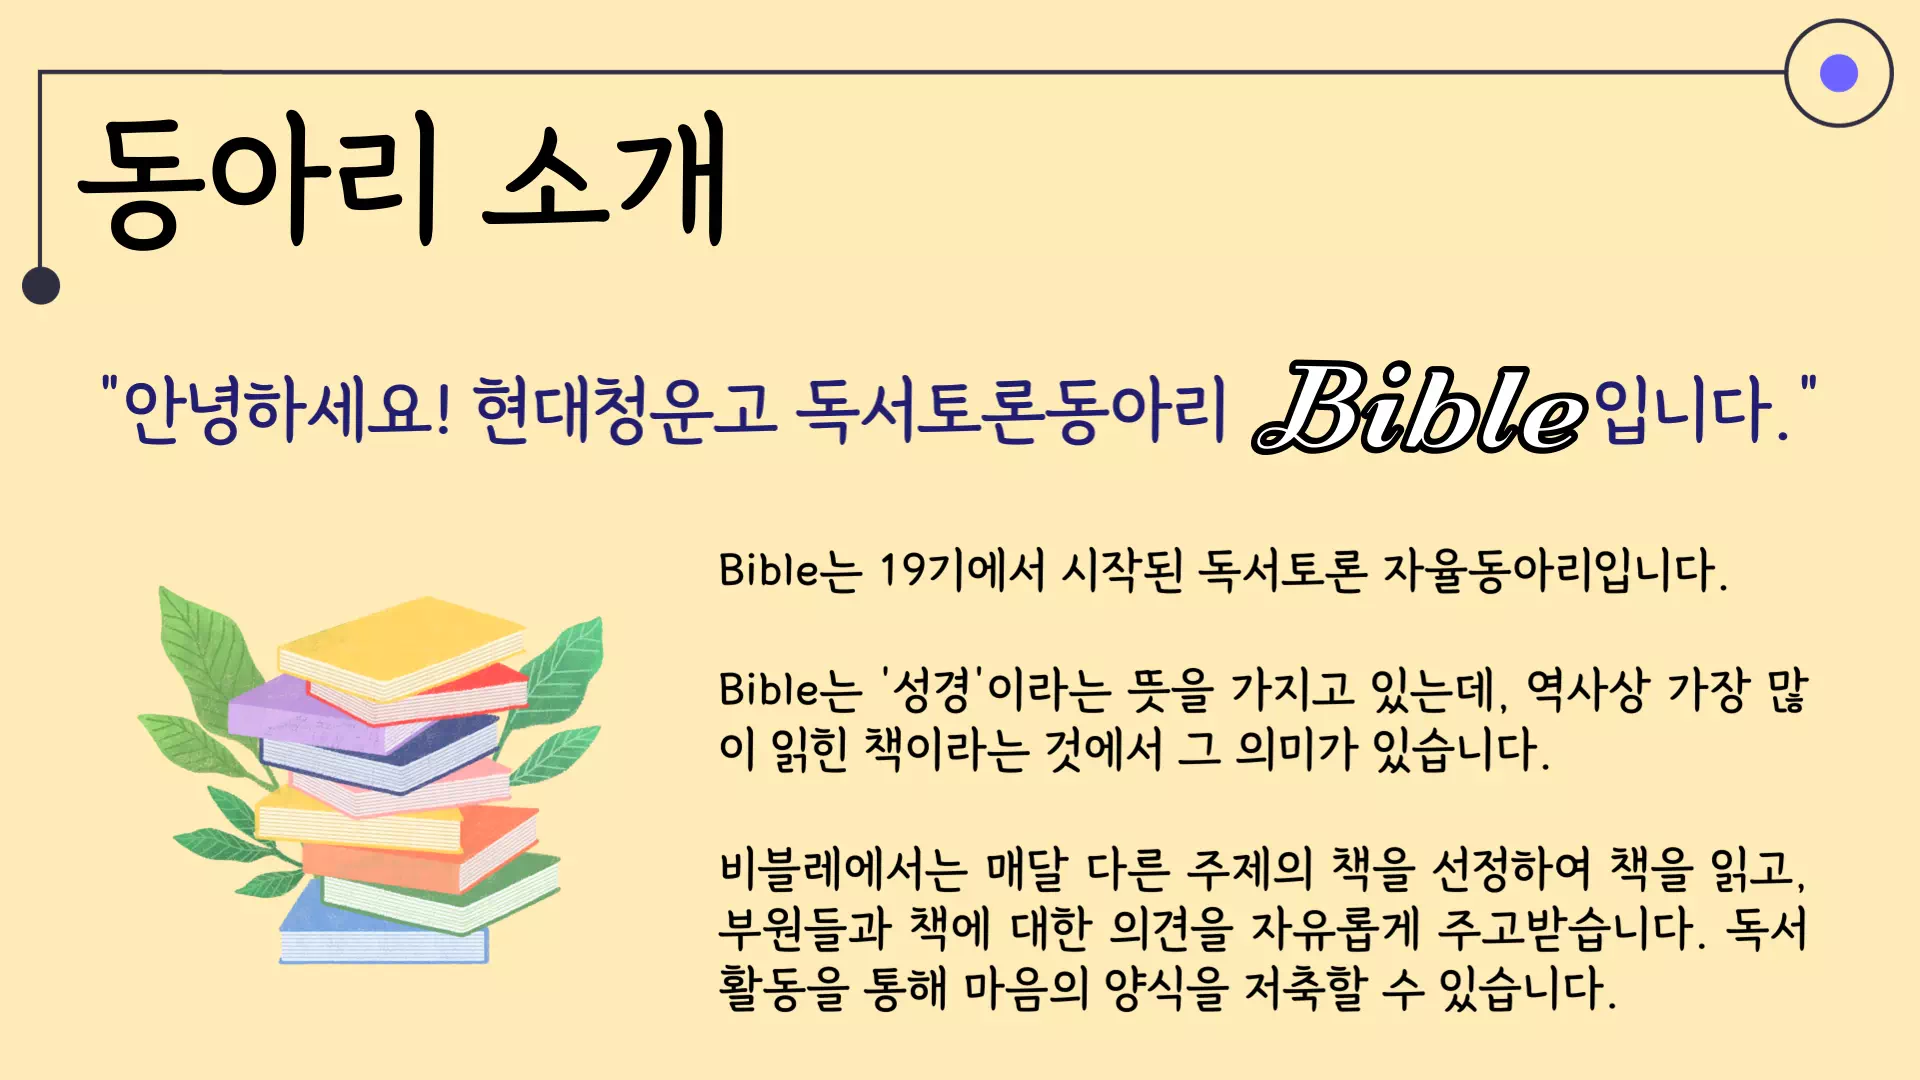 동아리 소개
"안녕하세요! 현대청운고 독서토론동아리 Bible입니다."
Bible는 19기에서 시작된 독서토론 자율동아리입니다.
Bible는 '성경'이라는 뜻을 가지고 있는데, 역사상 가장 많
이 읽힌 책이라는 것에서 그 의미가 있습니다.
비블레에서는 매달 다른 주제의 책을 선정하여 책을 읽고,
부원들과 책에 대한 의견을 자유롭게 주고받습니다. 독서
활동을 통해 마음의 양식을 저축할 수 있습니다.